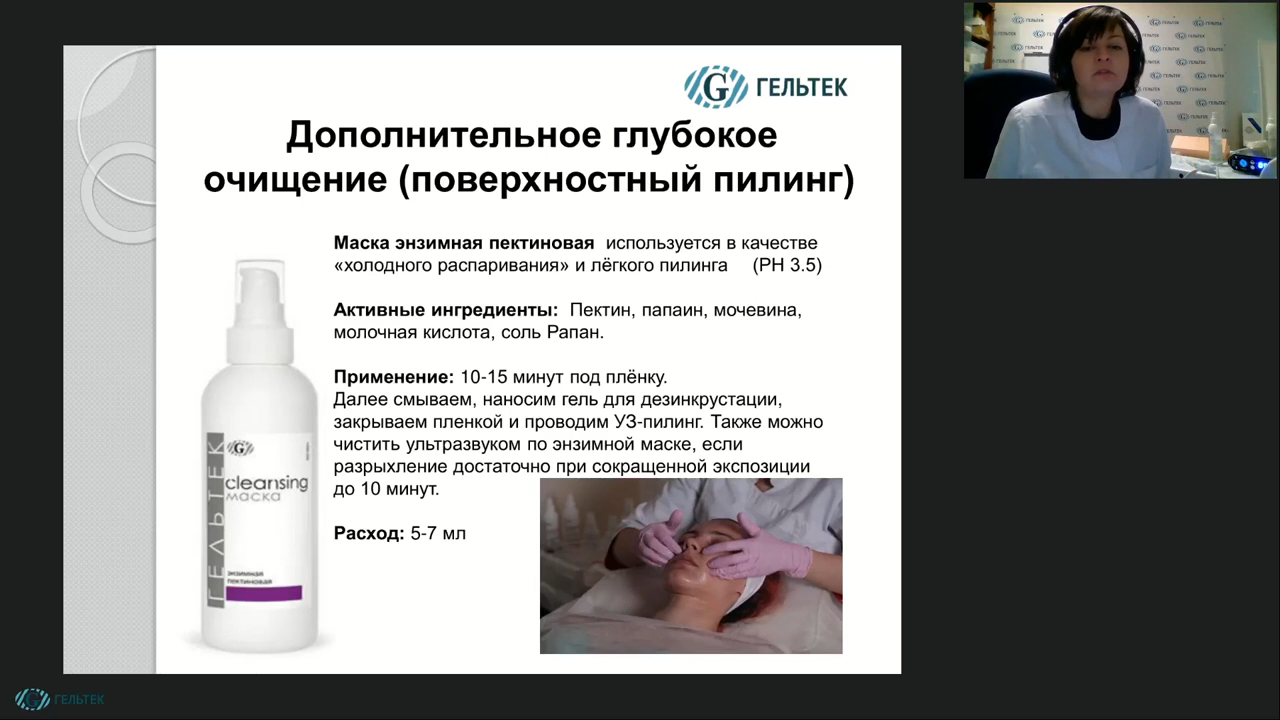 ГЕЛЬТЕК
Дополнительное глубокое
очищение (поверхностный пилинг)
Маска энзимная пектиновая используется в качестве
«холодного распаривания» и лёгкого пилинга (РН 3.5)
Активные ингредиенты: Пектин, папаин, мочевина,
молочная кислота, соль Рапан.
Применение: 10-15 минут под плёнку.
Далее смываем, наносим гель для дезинкрустации,
закрываем пленкой и проводим УЗ-пилинг. Также можно
чистить ультразвуком по энзимной маске, если
разрыхление достаточно при сокращенной экспозиции
до 10 минут.
Расход: 5-7 мл
ГЕЛЬТЕК
G
cleansing
маска
энзимная
пектиновая
ГЕЛЬТЕК